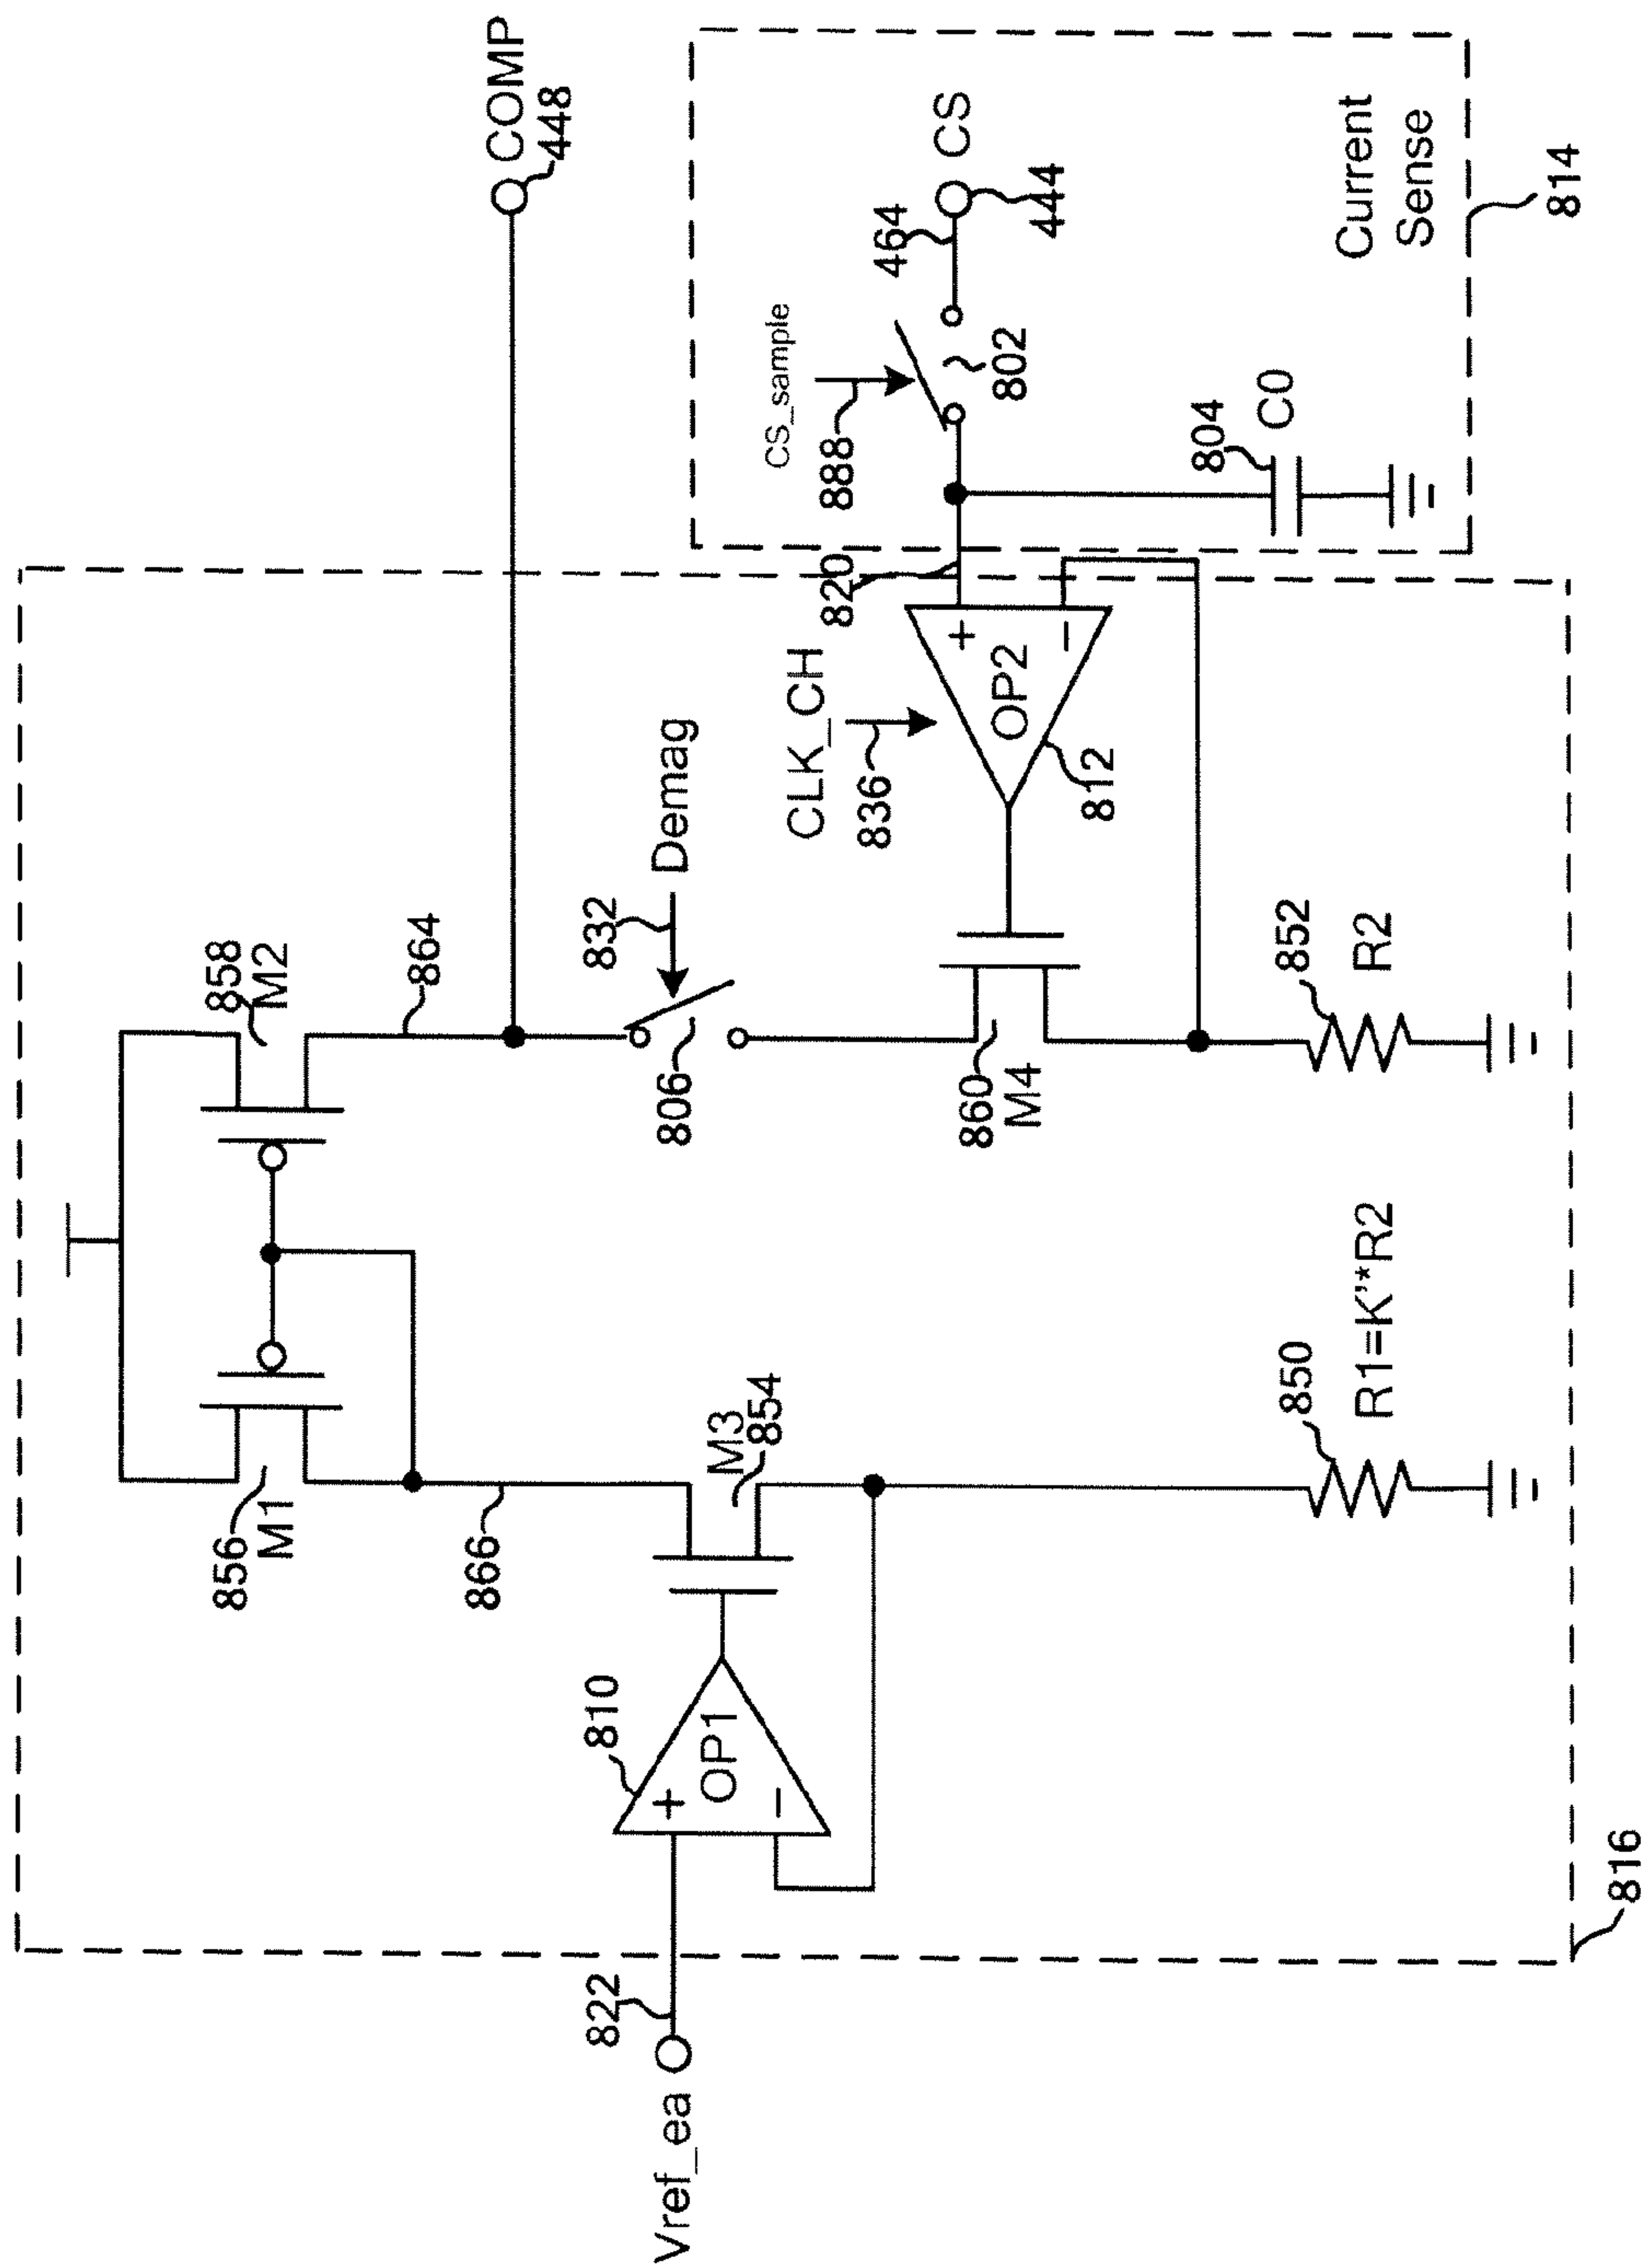 COMP
448
858
M2
864
856
M1
866
832
Demag
806
CLK_CH
836
820
CS_sample
888
802
464
CS
444
804
C0
Current
Sense
814
810
+
OP1
−
M3
854
860
M4
+
OP2
−
812
822
Vref_ea
850
R1=K'*R2
852
R2
816